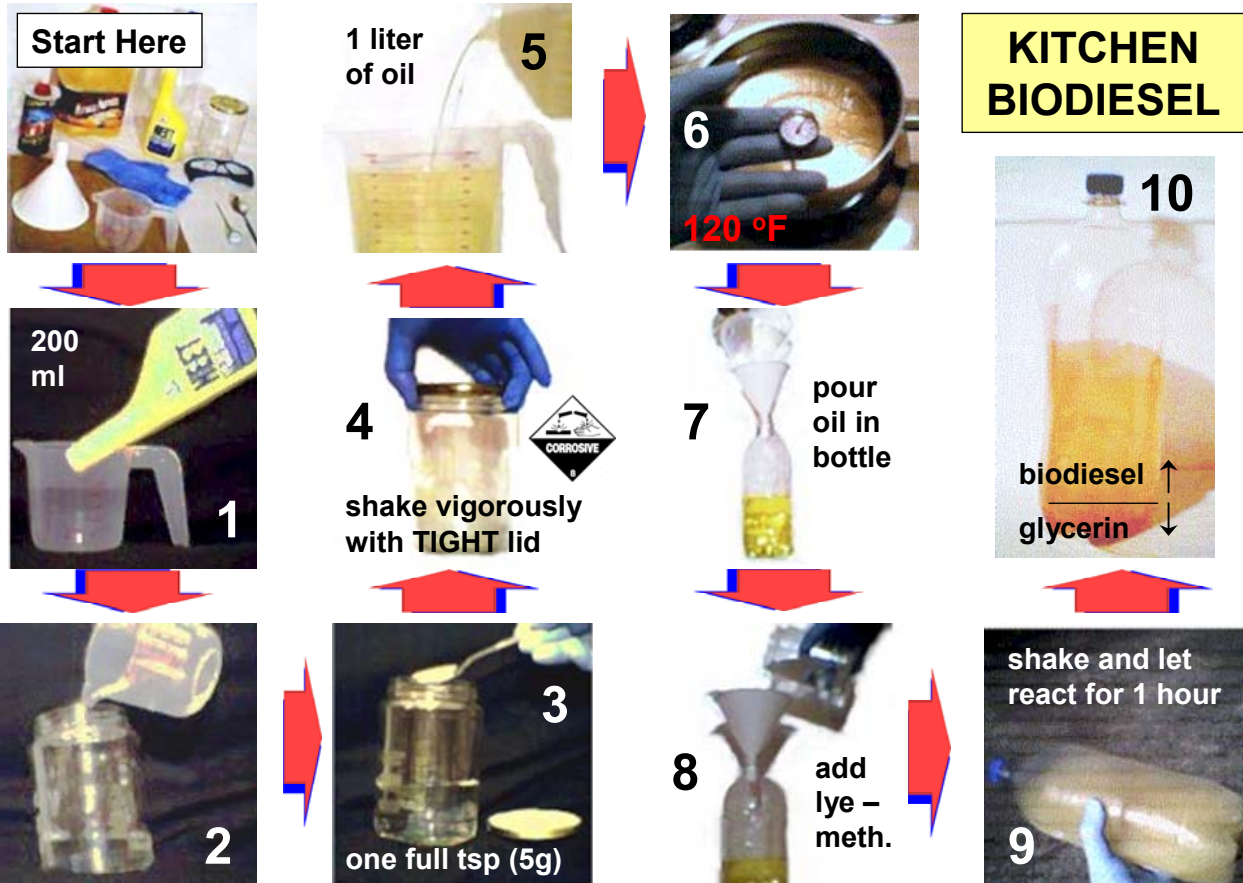 Start Here
200
ml
1
2
3
one full tsp (5g)
4
CORROSIVE
8
shake vigorously
with TIGHT lid
1 liter
of oil
5
6
120 °F
7
pour
oil in
bottle
8
add
lye –
meth.
shake and let
react for 1 hour
9
10
biodiesel ↑
glycerin ↓
KITCHEN
BIODIESEL
HEET